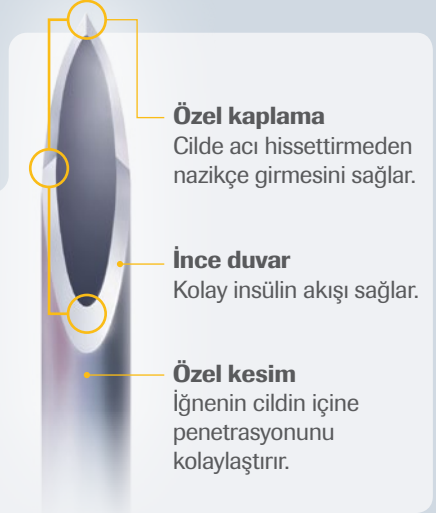 Özel kaplama
Cilde acı hissettirmeden
nazikçe girmesini sağlar.
İnce duvar
Kolay insülin akışı sağlar.
Özel kesim
İğnenin cildin içine
penetrasyonunu
kolaylaştırır.